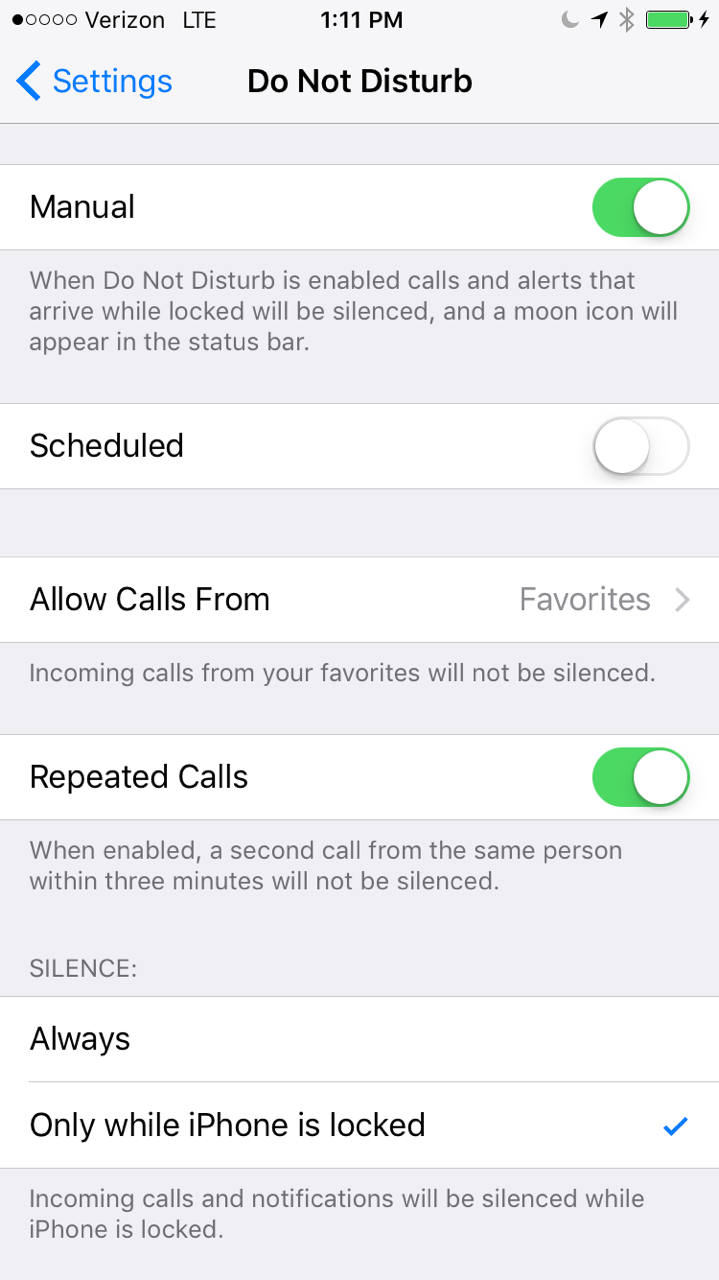 Verizon LTE 1:11 PM
Settings Do Not Disturb
Manual
When Do Not Disturb is enabled calls and alerts that
arrive while locked will be silenced, and a moon icon will
appear in the status bar.
Scheduled
Allow Calls From Favorites
Incoming calls from your favorites will not be silenced.
Repeated Calls
When enabled, a second call from the same person
within three minutes will not be silenced.
SILENCE:
Always
Only while iPhone is locked
Incoming calls and notifications will be silenced while
iPhone is locked.